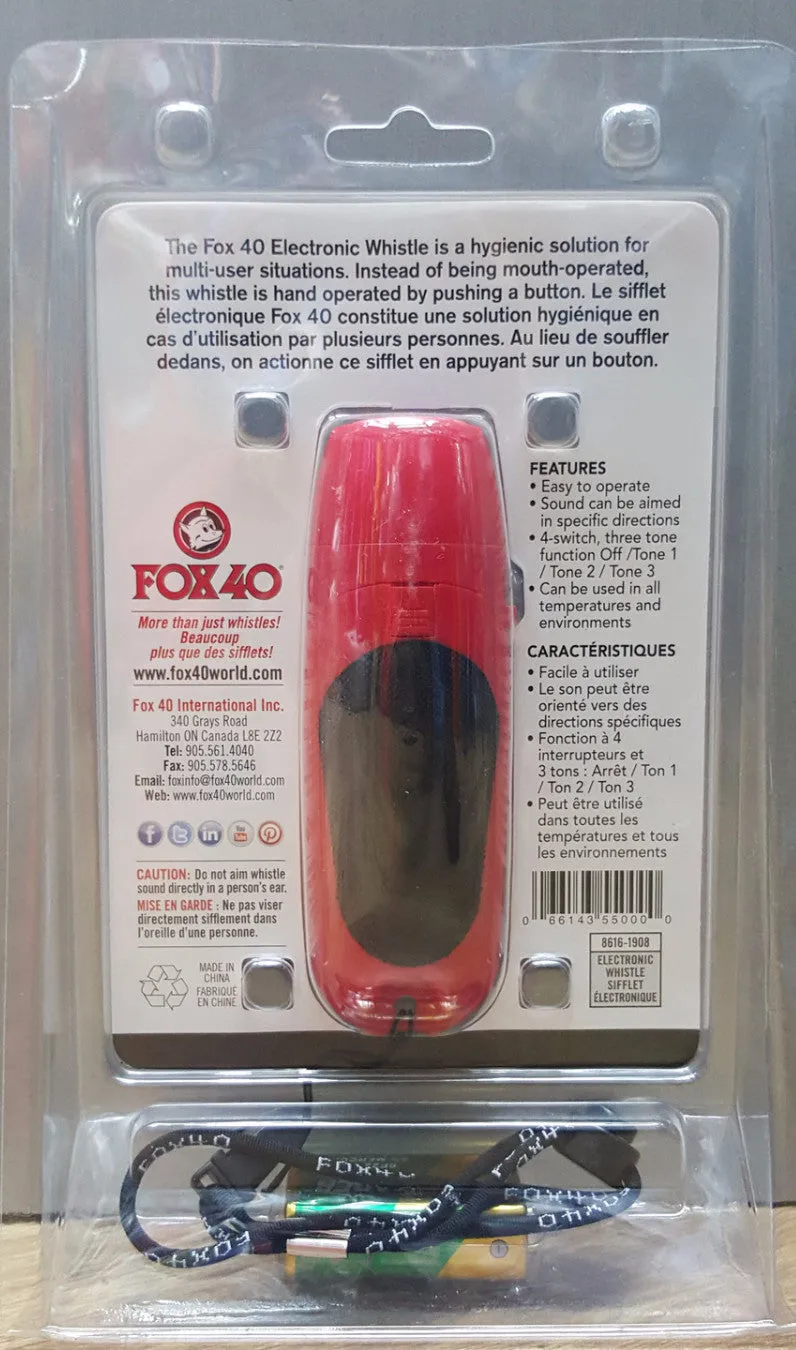 The Fox 40 Electronic Whistle is a hygienic solution for
multi-user situations. Instead of being mouth-operated,
this whistle is hand operated by pushing a button. Le sifflet
électronique Fox 40 constitue une solution hygiénique en
cas d'utilisation par plusieurs personnes. Au lieu de souffler
dedans, on actionne ce sifflet en appuyant sur un bouton.
FOX40®
More than just whistles!
Beaucoup
plus que des sifflets!
www.fox40world.com
Fox 40 International Inc.
340 Grays Road
Hamilton ON Canada L8E 2Z2
Tel: 905.561.4040
Fax: 905.578.5646
Email: foxinfo@fox40world.com
Web: www.fox40world.com
f
t
in
You
Tube
CAUTION: Do not aim whistle
sound directly in a person's ear.
MISE EN GARDE : Ne pas viser
directement sifflement dans
l'oreille d'une personne.
MADE IN
CHINA
FABRIQUÉ
EN CHINE
FEATURES
• Easy to operate
• Sound can be aimed
in specific directions
• 4-switch, three tone
function Off /Tone 1
/ Tone 2 / Tone 3
• Can be used in all
temperatures and
environments
CARACTÉRISTIQUES
• Facile à utiliser
• Le son peut être
orienté vers des
directions spécifiques
• Fonction à 4
interrupteurs et
3 tons : Arrêt / Ton 1
/ Ton 2 / Ton 3
• Peut être utilisé
dans toutes les
températures et tous
les environnements
0 66143 55000 0
8616-1908
ELECTRONIC
WHISTLE
SIFFLET
ÉLECTRONIQUE
FOX40
FOX40
FOX40
FOX40
FOX40
FOX40